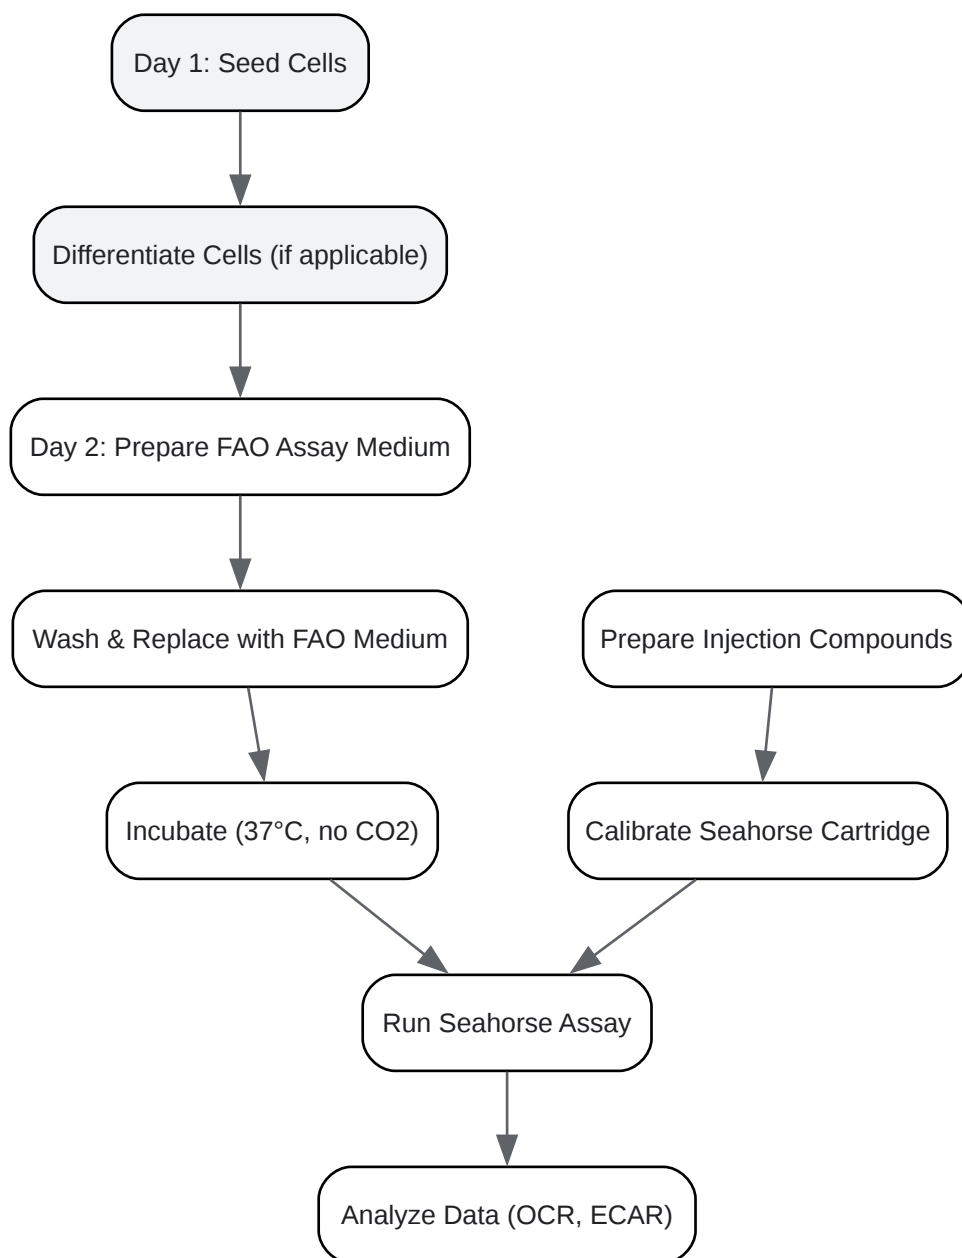 Day 1: Seed Cells
Differentiate Cells (if applicable)
Day 2: Prepare FAO Assay Medium
Wash & Replace with FAO Medium
Prepare Injection Compounds
Incubate (37°C, no CO2)
Calibrate Seahorse Cartridge
Run Seahorse Assay
Analyze Data (OCR, ECAR)